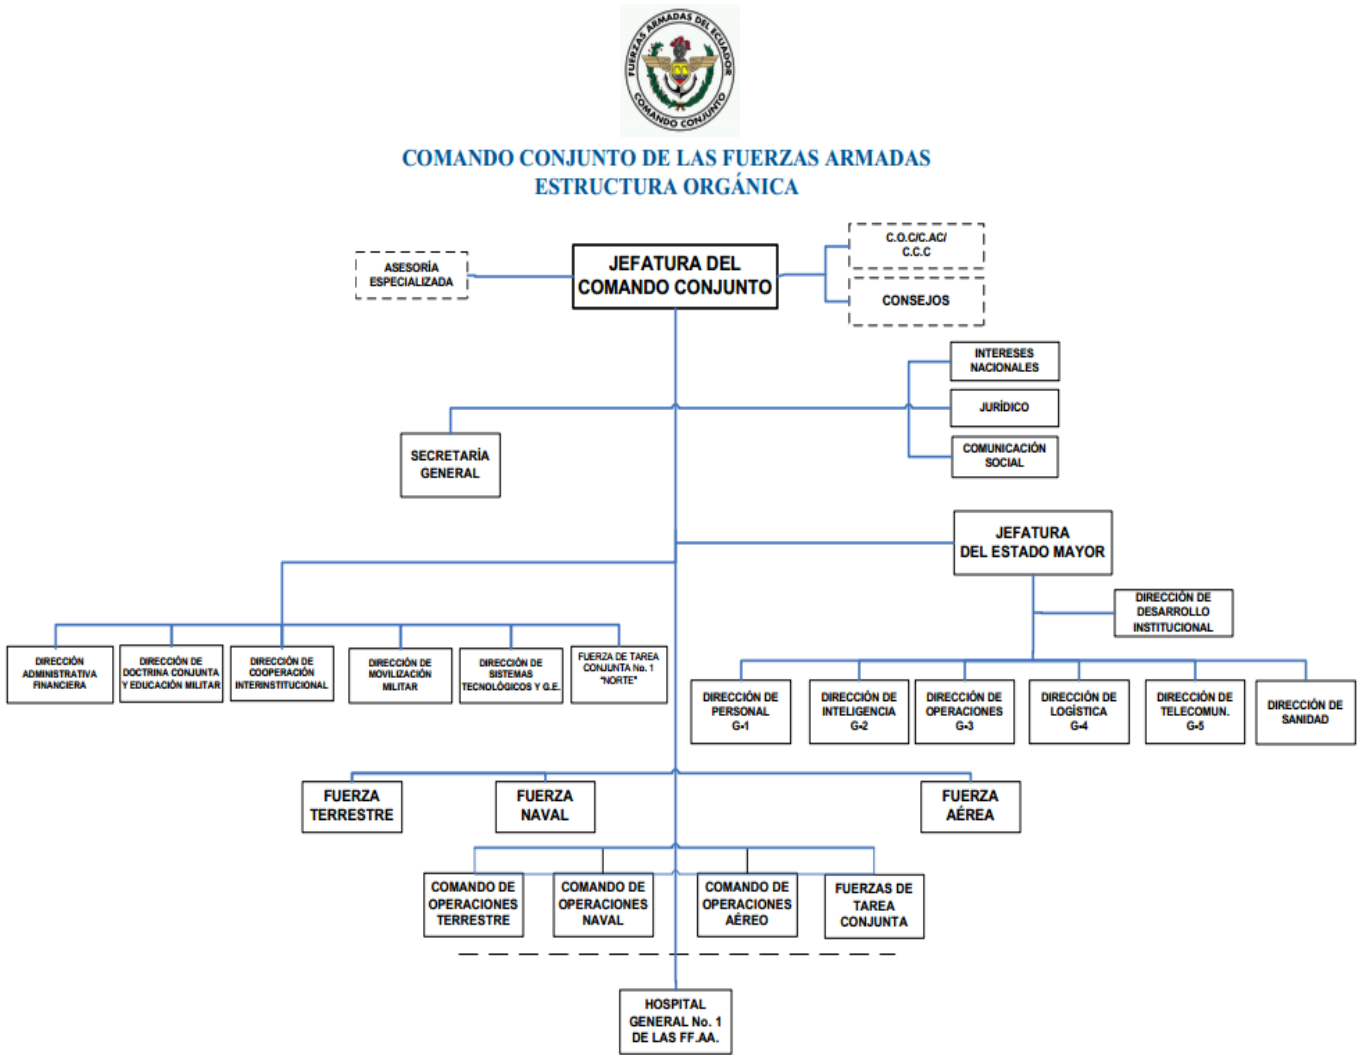 FUERZAS ARMADAS DEL ECUADOR
COMANDO CONJUNTO
COMANDO CONJUNTO DE LAS FUERZAS ARMADAS
ESTRUCTURA ORGÁNICA
ASESORÍA
ESPECIALIZADA
JEFATURA DEL
COMANDO CONJUNTO
C.O.C/C.AC/
C.C.C
CONSEJOS
INTERESES
NACIONALES
JURÍDICO
COMUNICACIÓN
SOCIAL
SECRETARÍA
GENERAL
JEFATURA
DEL ESTADO MAYOR
DIRECCIÓN DE
DESARROLLO
INSTITUCIONAL
DIRECCIÓN
ADMINISTRATIVA
FINANCIERA
DIRECCIÓN DE
DOCTRINA CONJUNTA
Y EDUCACIÓN MILITAR
DIRECCIÓN DE
COOPERACIÓN
INTERINSTITUCIONAL
DIRECCIÓN DE
MOVILIZACIÓN
MILITAR
DIRECCIÓN DE
SISTEMAS
TECNOLÓGICOS Y G.E.
FUERZA DE TAREA
CONJUNTA No. 1
"NORTE"
DIRECCIÓN DE
PERSONAL
G-1
DIRECCIÓN DE
INTELIGENCIA
G-2
DIRECCIÓN DE
OPERACIONES
G-3
DIRECCIÓN DE
LOGÍSTICA
G-4
DIRECCIÓN DE
TELECOMUN.
G-5
DIRECCIÓN DE
SANIDAD
FUERZA
TERRESTRE
FUERZA
NAVAL
FUERZA
AÉREA
COMANDO DE
OPERACIONES
TERRESTRE
COMANDO DE
OPERACIONES
NAVAL
COMANDO DE
OPERACIONES
AÉREO
FUERZAS DE
TAREA
CONJUNTA
HOSPITAL
GENERAL No. 1
DE LAS FF.AA.